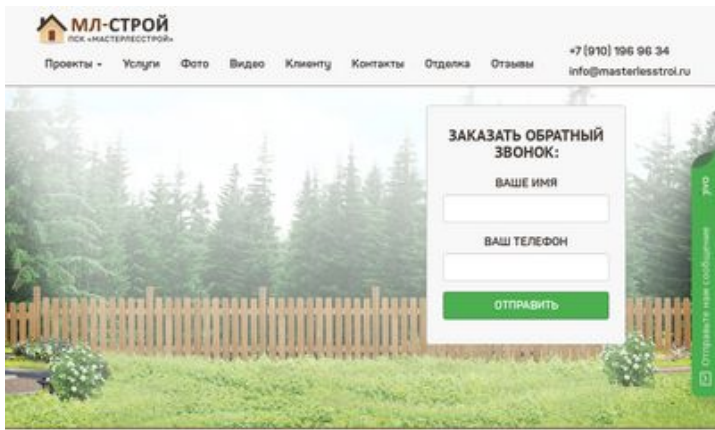 МЛ-СТРОЙ
ПСК «МАСТЕРЛЕССТРОЙ»
+7 (910) 196 96 34
Проекты Услуги Фото Видео Клиенту Контакты Отделка Отзывы
info@masterlesstroi.ru
ЗАКАЗАТЬ ОБРАТНЫЙ
ЗВОНОК:
ВАШЕ ИМЯ
ВАШ ТЕЛЕФОН
ОТПРАВИТЬ
Отправьте нам сообщение
jivo